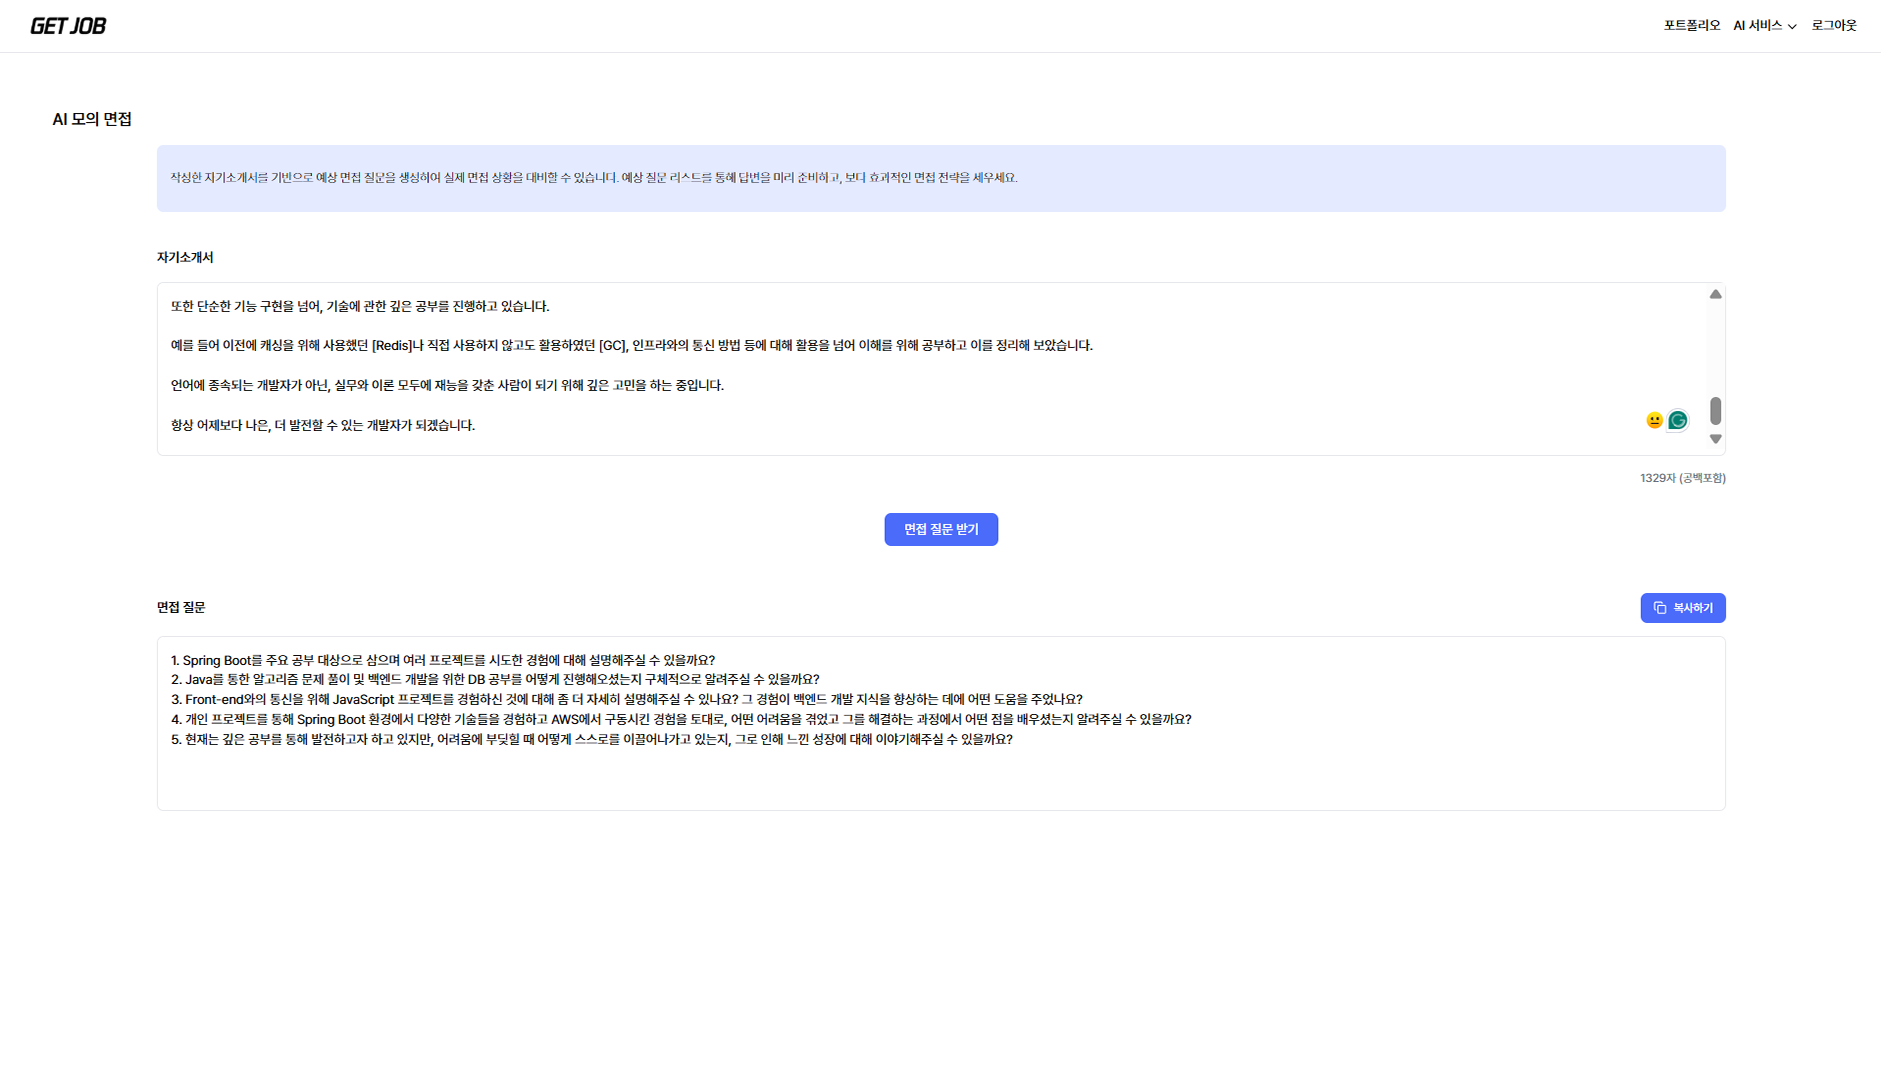 GET JOB
포트폴리오 AI 서비스 로그아웃
AI 모의 면접
작성한 자기소개서를 기반으로 예상 면접 질문을 생성하여 실제 면접 상황을 대비할 수 있습니다. 예상 질문 리스트를 통해 답변을 미리 준비하고, 보다 효과적인 면접 전략을 세우세요.
자기소개서
또한 단순한 기능 구현을 넘어, 기술에 관한 깊은 공부를 진행하고 있습니다.
예를 들어 이전에 캐싱을 위해 사용했던 [Redis]나 직접 사용하지 않고도 활용하였던 [GC], 인프라와의 통신 방법 등에 대해 활용을 넘어 이해를 위해 공부하고 이를 정리해 보았습니다.
언어에 종속되는 개발자가 아닌, 실무와 이론 모두에 재능을 갖춘 사람이 되기 위해 깊은 고민을 하는 중입니다.
항상 어제보다 나은, 더 발전할 수 있는 개발자가 되겠습니다.
1329자 (공백포함)
면접 질문 받기
면접 질문
복사하기
1. Spring Boot를 주요 공부 대상으로 삼으며 여러 프로젝트를 시도한 경험에 대해 설명해주실 수 있을까요?
2. Java를 통한 알고리즘 문제 풀이 및 백엔드 개발을 위한 DB 공부를 어떻게 진행해오셨는지 구체적으로 알려주실 수 있을까요?
3. Front-end와의 통신을 위해 JavaScript 프로젝트를 경험하신 것에 대해 좀 더 자세히 설명해주실 수 있나요? 그 경험이 백엔드 개발 지식을 향상하는 데에 어떤 도움을 주었나요?
4. 개인 프로젝트를 통해 Spring Boot 환경에서 다양한 기술들을 경험하고 AWS에서 구동시킨 경험을 토대로, 어떤 어려움을 겪었고 그를 해결하는 과정에서 어떤 점을 배우셨는지 알려주실 수 있을까요?
5. 현재는 깊은 공부를 통해 발전하고자 하고 있지만, 어려움에 부딪힐 때 어떻게 스스로를 이끌어나가고 있는지, 그로 인해 느낀 성장에 대해 이야기해주실 수 있을까요?